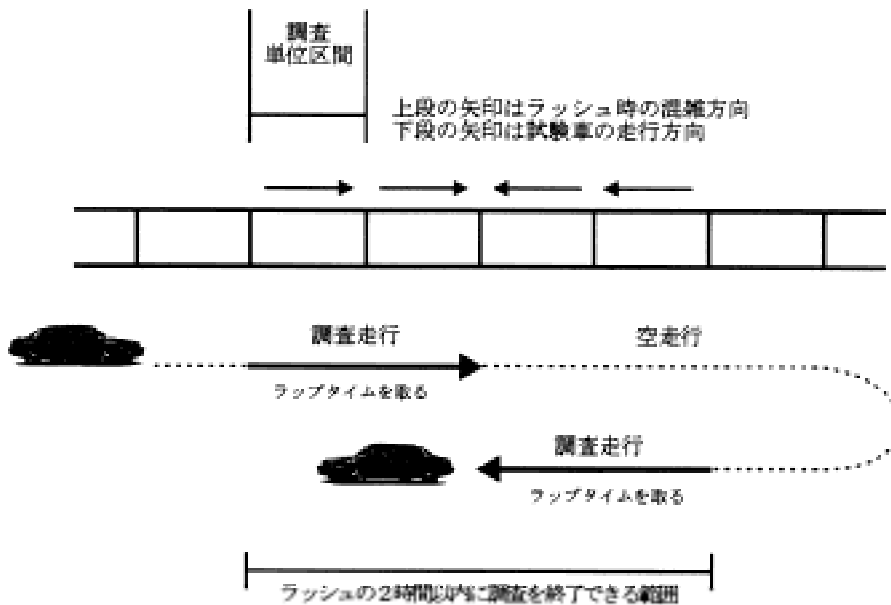 調査
単位区間
上段の矢印はラッシュ時の混雑方向
下段の矢印は試験車の走行方向
調査走行
空走行
ラップタイムを取る
調査走行
ラップタイムを取る
ラッシュの2時間以内に調査を終了できる範囲